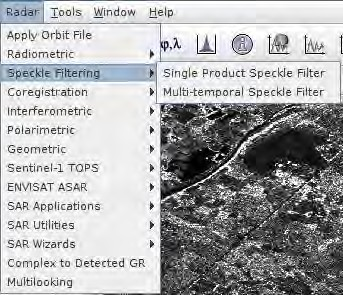 Radar Tools Window Help
Apply Orbit File
Radiometric
Speckle Filtering
Single Product Speckle Filter
Multi-temporal Speckle Filter
Coregistration
Interferometric
Polarimetric
Geometric
Sentinel-1 TOPS
ENVISAT ASAR
SAR Applications
SAR Utilities
SAR Wizards
Complex to Detected GR
Multilooking
φ,λ